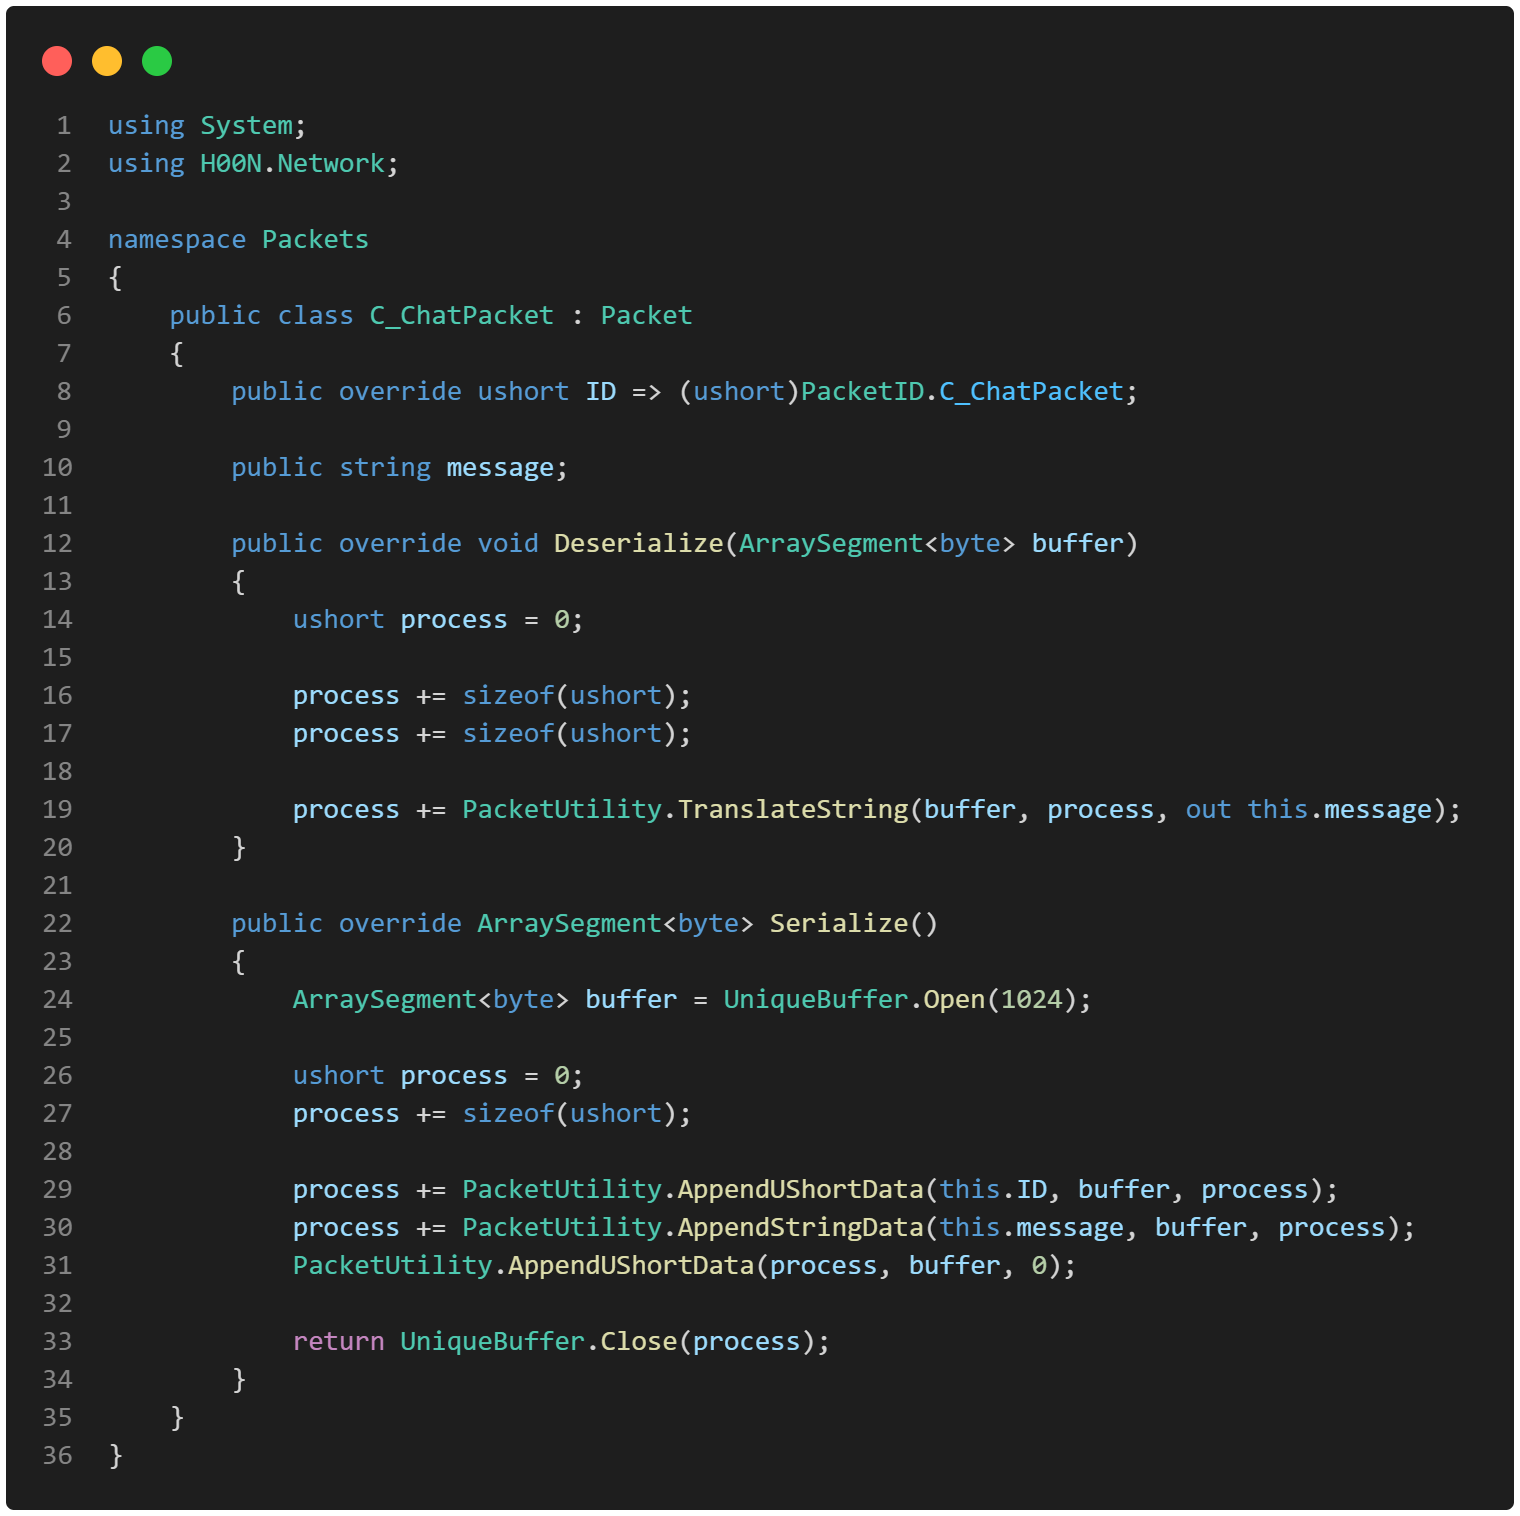 1 using System;
2 using H00N.Network;
3
4 namespace Packets
5 {
6     public class C_ChatPacket : Packet
7     {
8         public override ushort ID => (ushort)PacketID.C_ChatPacket;
9
10         public string message;
11
12         public override void Deserialize(ArraySegment<byte> buffer)
13         {
14             ushort process = 0;
15
16             process += sizeof(ushort);
17             process += sizeof(ushort);
18
19             process += PacketUtility.TranslateString(buffer, process, out this.message);
20         }
21
22         public override ArraySegment<byte> Serialize()
23         {
24             ArraySegment<byte> buffer = UniqueBuffer.Open(1024);
25
26             ushort process = 0;
27             process += sizeof(ushort);
28
29             process += PacketUtility.AppendUShortData(this.ID, buffer, process);
30             process += PacketUtility.AppendStringData(this.message, buffer, process);
31             PacketUtility.AppendUShortData(process, buffer, 0);
32
33             return UniqueBuffer.Close(process);
34         }
35     }
36 }